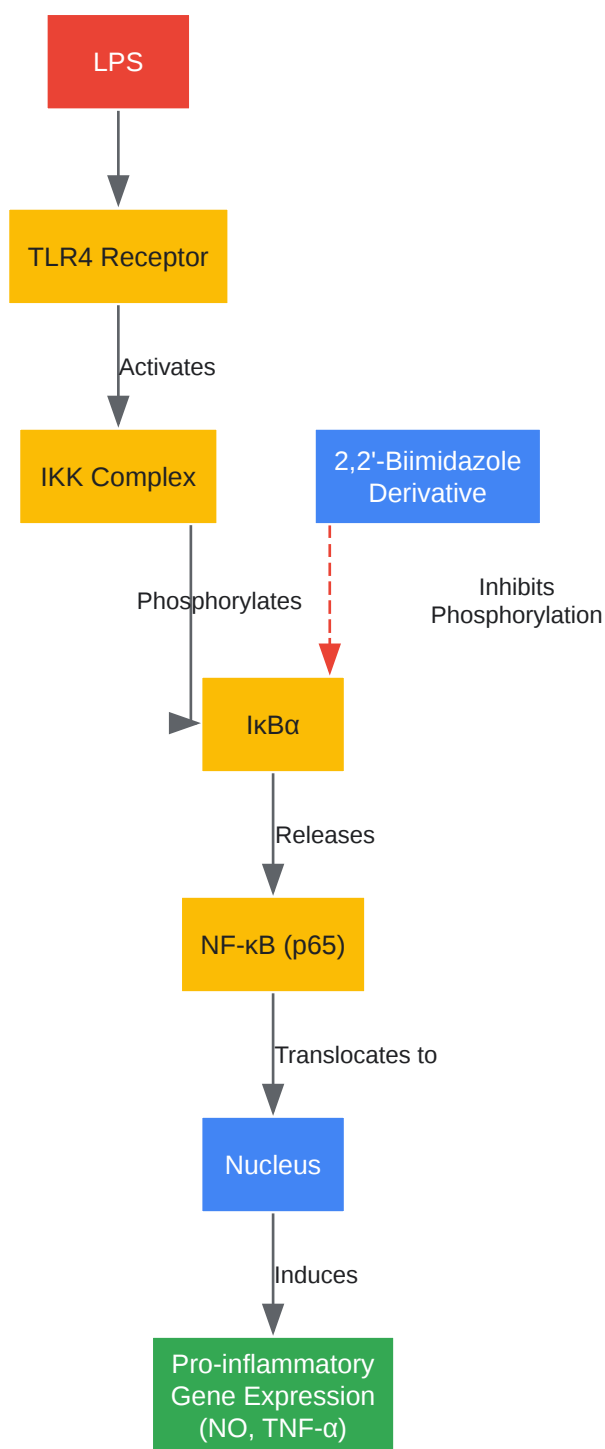 LPS
TLR4 Receptor
Activates
IKK Complex
2,2'-Biimidazole
Derivative
Phosphorylates
Inhibits
Phosphorylation
IκBα
Releases
NF-κB (p65)
Translocates to
Nucleus
Induces
Pro-inflammatory
Gene Expression
(NO, TNF-α)